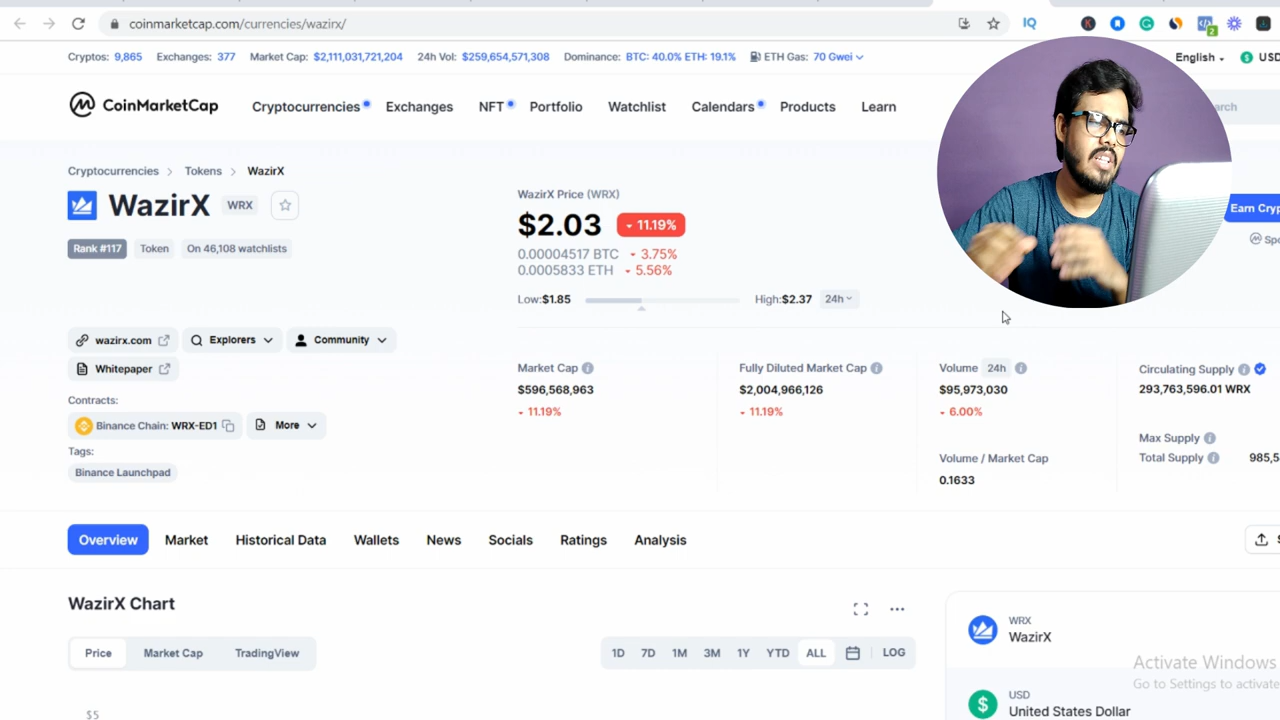 coinmarketcap.com/currencies/wazirx/
IQ
2
Cryptos: 9,865 Exchanges: 377 Market Cap: $2,111,031,721,204 24h Vol: $259,654,571,308 Dominance: BTC: 40.0% ETH: 19.1% ETH Gas: 70 Gwei English USD
CoinMarketCap Cryptocurrencies Exchanges NFT Portfolio Watchlist Calendars Products Learn
Cryptocurrencies > Tokens > WazirX
WazirX WRX
Rank #117 Token On 46,108 watchlists
WazirX Price (WRX)
$2.03 11.19%
0.00004517 BTC 3.75%
0.0005833 ETH 5.56%
Low:$1.85 High:$2.37 24h
wazirx.com Explorers Community
Whitepaper
Contracts:
Binance Chain: WRX-ED1 More
Tags:
Binance Launchpad
Market Cap
$596,568,963
11.19%
Fully Diluted Market Cap
$2,004,966,126
11.19%
Volume 24h
$95,973,030
6.00%
Volume / Market Cap
0.1633
Circulating Supply
293,763,596.01 WRX
Max Supply
Total Supply 985,5
Overview Market Historical Data Wallets News Socials Ratings Analysis
WazirX Chart
Price Market Cap TradingView
1D 7D 1M 3M 1Y YTD ALL LOG
$5
WRX
WazirX
USD
United States Dollar
Activate Windows
Go to Settings to activate